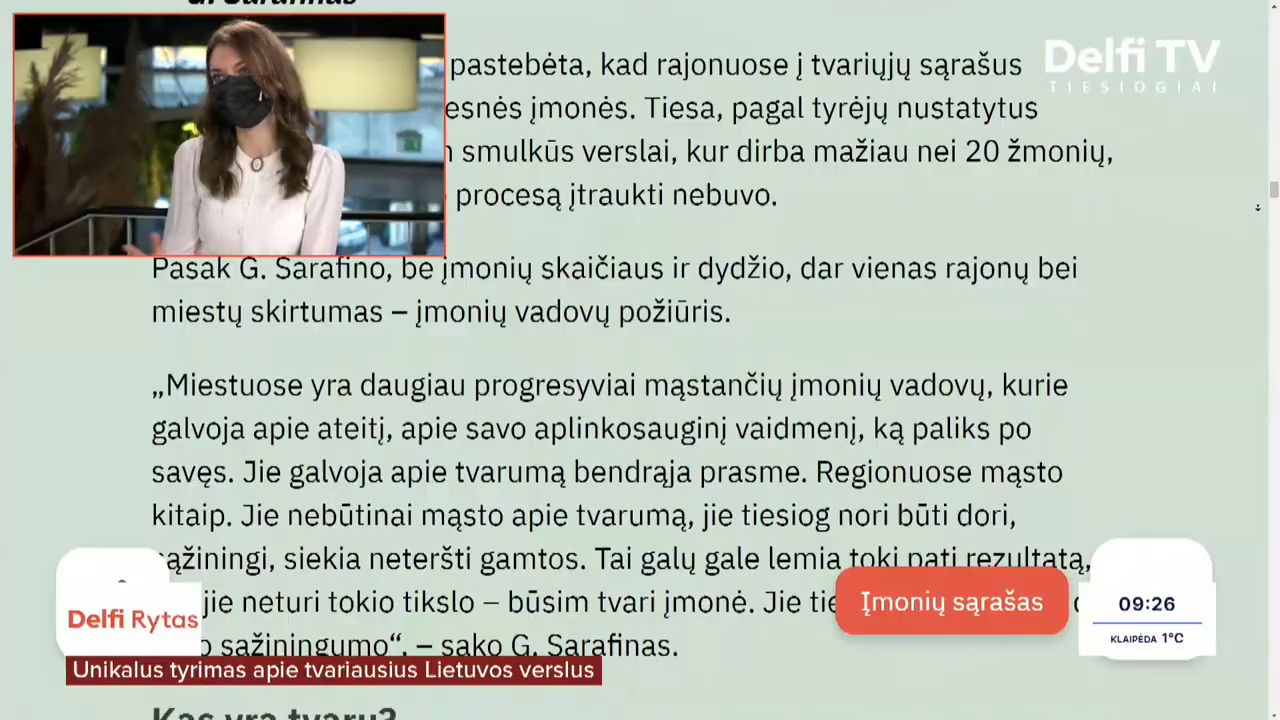 G. Sarafinas
pastebėta, kad rajonuose į tvariųjų sąrašus
esnės įmonės. Tiesa, pagal tyrėjų nustatytus
smulkūs verslai, kur dirba mažiau nei 20 žmonių,
procesą įtraukti nebuvo.
Delfi TV
TIESIOGIAI
Pasak G. Sarafino, be įmonių skaičiaus ir dydžio, dar vienas rajonų bei
miestų skirtumas – įmonių vadovų požiūris.
„Miestuose yra daugiau progresyviai mąstančių įmonių vadovų, kurie
galvoja apie ateitį, apie savo aplinkosauginį vaidmenį, ką paliks po
savęs. Jie galvoja apie tvarumą bendrąja prasme. Regionuose mąsto
kitaip. Jie nebūtinai mąsto apie tvarumą, jie tiesiog nori būti dori,
sąžiningi, siekia neteršti gamtos. Tai galų gale lemia tokį patį rezultatą,
jie neturi tokio tikslo – būsim tvari įmonė. Jie
sąžiningumo“, – sako G. Sarafinas.
Įmonių sąrašas
Delfi Rytas
09:26
KLAIPĖDA 1°C
Unikalus tyrimas apie tvariausius Lietuvos verslus
Kas yra tvaru?